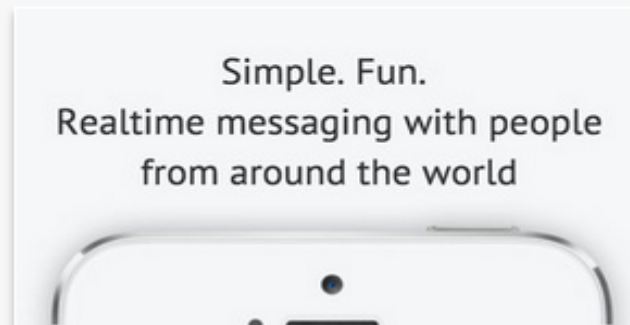 Simple. Fun.
Realtime messaging with people
from around the world